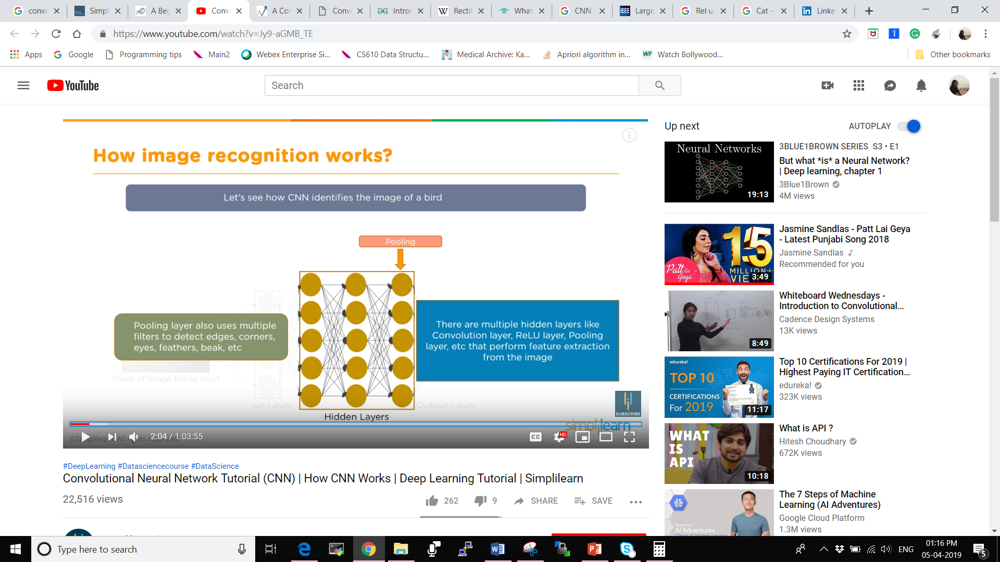 convc
Simpl
A Beg
Conv
A Cor
Conv
Introc
Rectif
What
CNN
Large
Rel u
Cat -
Linke
https://www.youtube.com/watch?v=Jy9-aGMB_TE
Apps
Google
Programming tips
Main2
Webex Enterprise Si...
CS610 Data Structu...
Medical Archive: Ka...
Apriori algorithm in...
WF Watch Bollywood...
Other bookmarks
YouTube
Search
How image recognition works?
Let's see how CNN identifies the image of a bird
Pooling
Pooling layer also uses multiple
filters to detect edges, corners,
eyes, feathers, beak, etc
There are multiple hidden layers like
Convolution layer, ReLU layer, Pooling
layer, etc that perform feature extraction
from the image
Pixels of image fed as input
put Layer
Output Layer
Hidden Layers
SUBSCRIBE
simplilearn
©Simplilearn. All rights reserved.
2:04 / 1:03:55
CC
HD
#DeepLearning #Datasciencecourse #DataScience
Convolutional Neural Network Tutorial (CNN) | How CNN Works | Deep Learning Tutorial | Simplilearn
22,516 views
262
9
SHARE
SAVE
Up next
AUTOPLAY
Neural Networks
19:13
3BLUE1BROWN SERIES S3 • E1
But what *is* a Neural Network?
| Deep learning, chapter 1
3Blue1Brown
4M views
15
MILLION+
VIEWS
Patt Lai
Geya
3:49
Jasmine Sandlas - Patt Lai Geya
- Latest Punjabi Song 2018
Jasmine Sandlas
Recommended for you
CNN
8:49
Whiteboard Wednesdays -
Introduction to Convolutional...
Cadence Design Systems
13K views
edureka!
TOP 10
CERTIFICATIONS
For 2019
11:17
Top 10 Certifications For 2019 |
Highest Paying IT Certification...
edureka!
323K views
WHAT
IS
API
10:18
What is API ?
Hitesh Choudhary
672K views
Google Cloud
AI Adventures
The 7 Steps of Machine
Learning (AI Adventures)
Google Cloud Platform
1.3M views
Type here to search
ENG
01:16 PM
05-04-2019
5